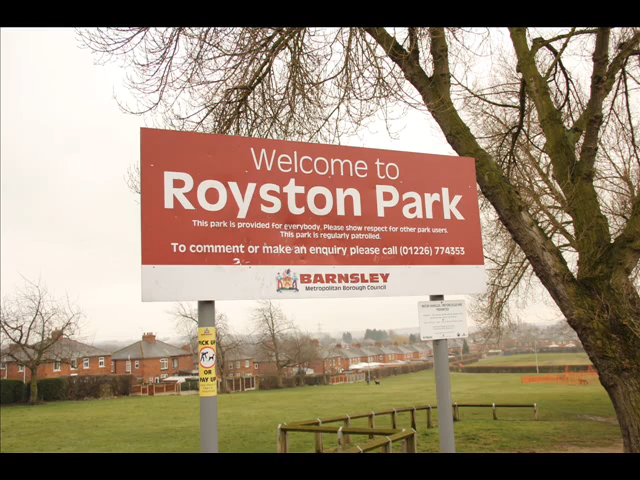 Welcome to
Royston Park
This park is provided for everybody. Please show respect for other park users.
This park is regularly patrolled.
To comment or make an enquiry please call (01226) 774353
BARNSLEY
Metropolitan Borough Council
PICK UP
OR
PAY UP